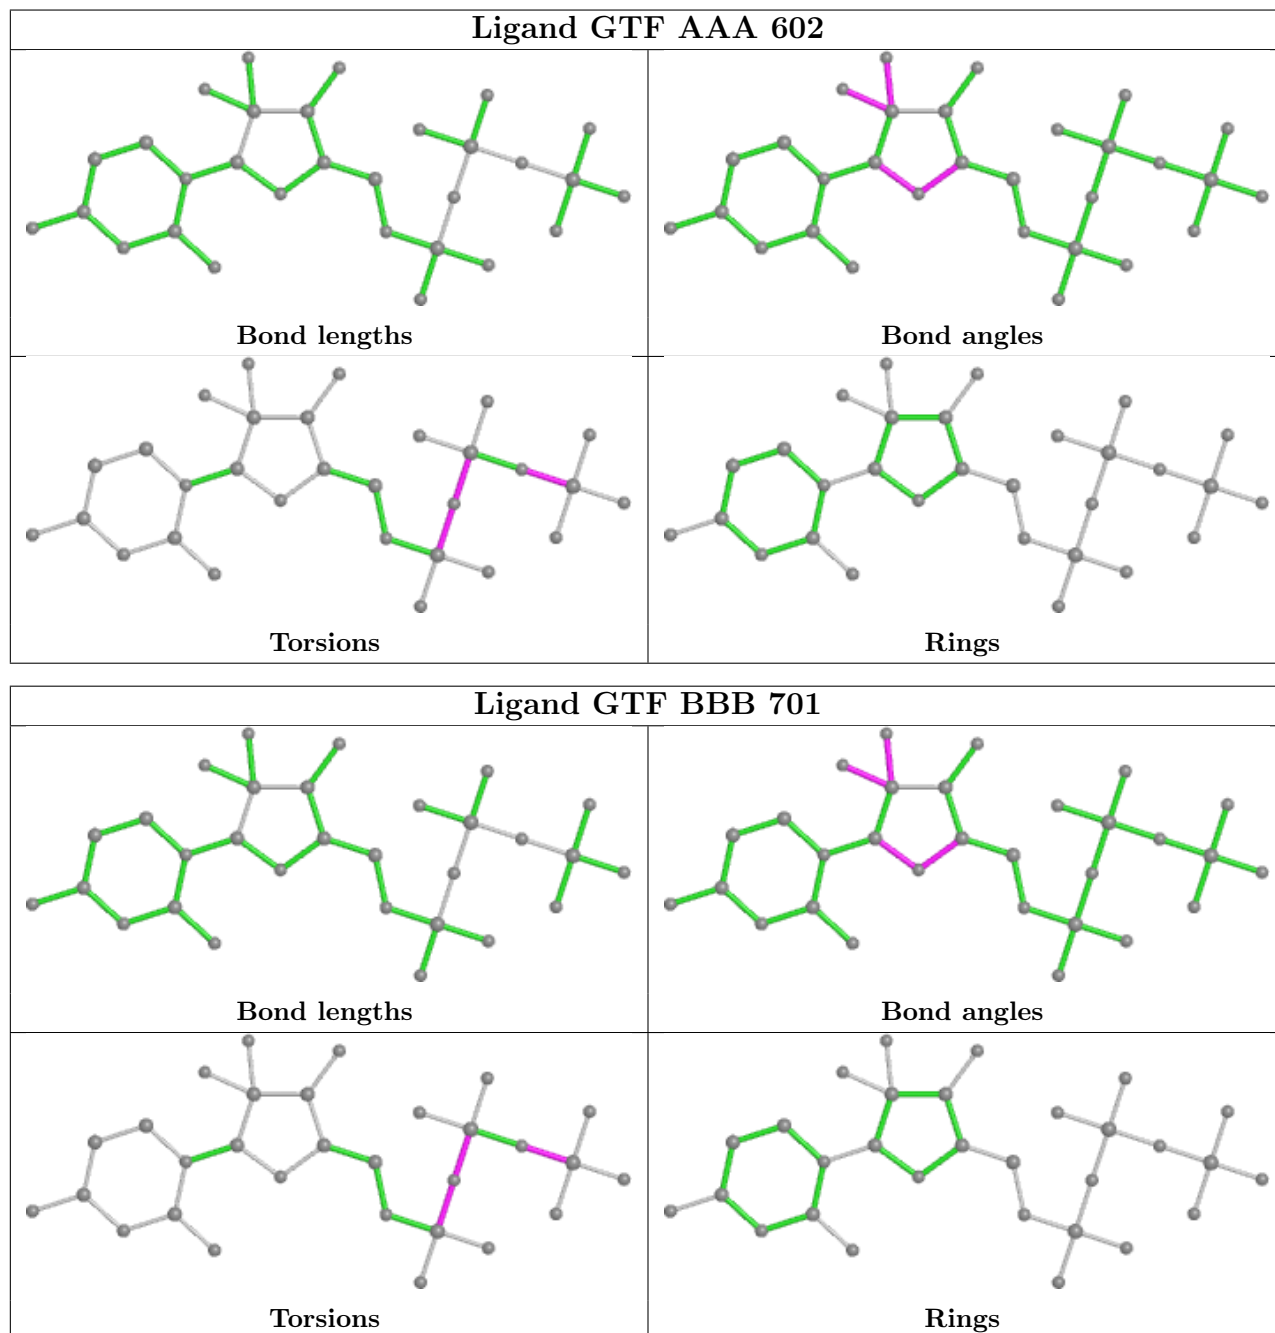 Ligand GTF AAA 602
Bond lengths
Bond angles
Torsions
Rings
Ligand GTF BBB 701
Bond lengths
Bond angles
Torsions
Rings